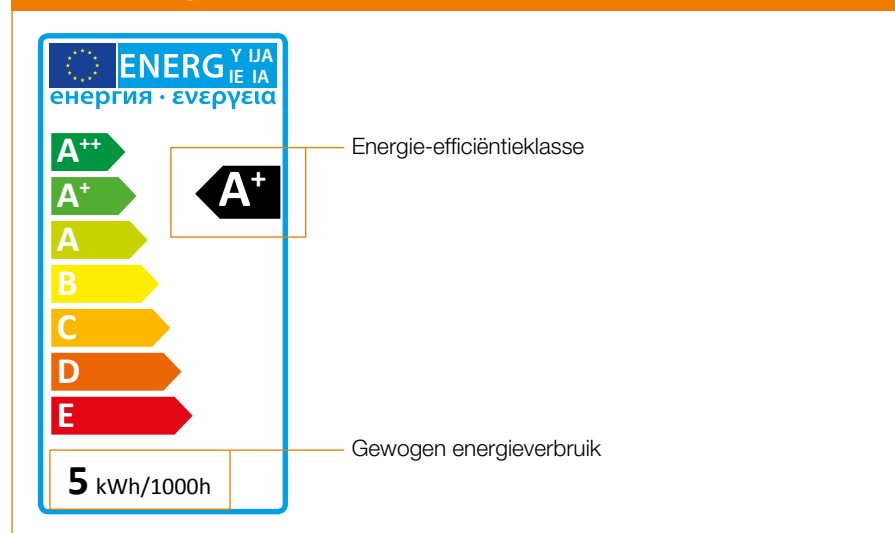 ENERG Y IJA
IE IA
енергия · ενεργεια
A++
Energie-efficiëntieklasse
A+
A+
A
B
C
D
E
Gewogen energieverbruik
5 kWh/1000h